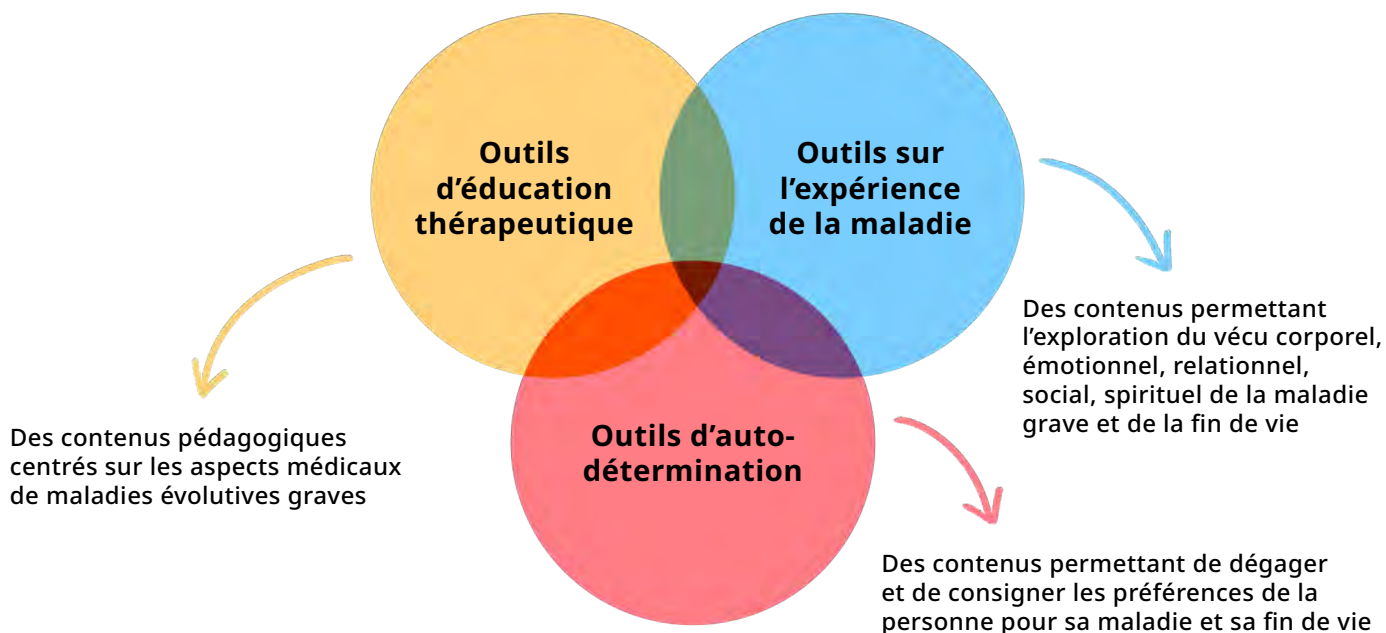 Outils
d’éducation
thérapeutique
Outils sur
l’expérience
de la maladie
Outils d’auto-
détermination
Des contenus pédagogiques
centrés sur les aspects médicaux
de maladies évolutives graves
Des contenus permettant
l’exploration du vécu corporel,
émotionnel, relationnel,
social, spirituel de la maladie
grave et de la fin de vie
Des contenus permettant de dégager
et de consigner les préférences de la
personne pour sa maladie et sa fin de vie